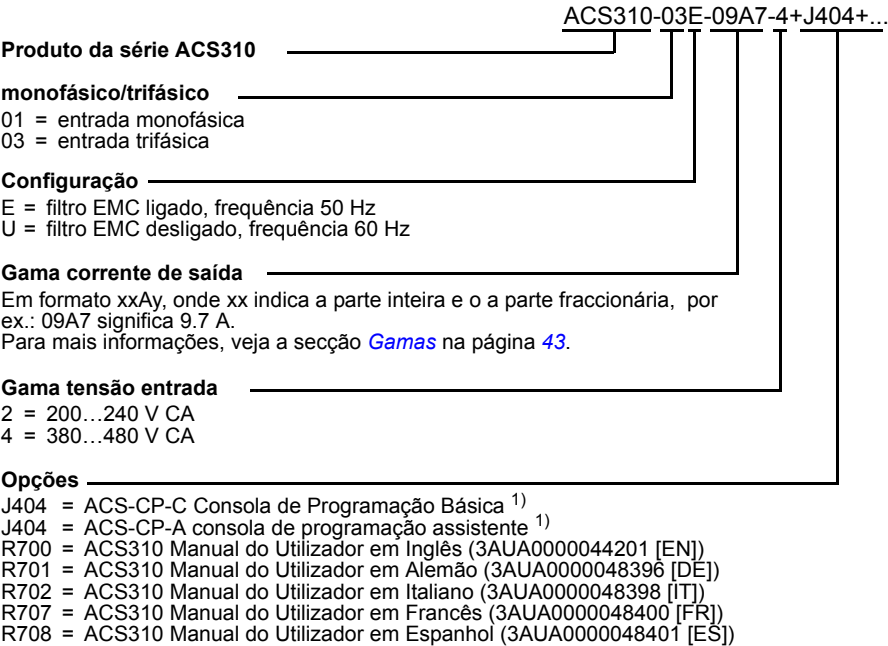 ACS310-03E-09A7-4+J404+...
Produto da série ACS310
monofásico/trifásico
01 = entrada monofásica
03 = entrada trifásica
Configuração
E = filtro EMC ligado, frequência 50 Hz
U = filtro EMC desligado, frequência 60 Hz
Gama corrente de saída
Em formato xxAy, onde xx indica a parte inteira e o a parte fraccionária, por
ex.: 09A7 significa 9.7 A.
Para mais informações, veja a secção Gamas na página 43.
Gama tensão entrada
2 = 200…240 V CA
4 = 380…480 V CA
Opções
J404 = ACS-CP-C Consola de Programação Básica 1)
J404 = ACS-CP-A consola de programação assistente 1)
R700 = ACS310 Manual do Utilizador em Inglês (3AUA0000044201 [EN])
R701 = ACS310 Manual do Utilizador em Alemão (3AUA0000048396 [DE])
R702 = ACS310 Manual do Utilizador em Italiano (3AUA0000048398 [IT])
R707 = ACS310 Manual do Utilizador em Francês (3AUA0000048400 [FR])
R708 = ACS310 Manual do Utilizador em Espanhol (3AUA0000048401 [ES])